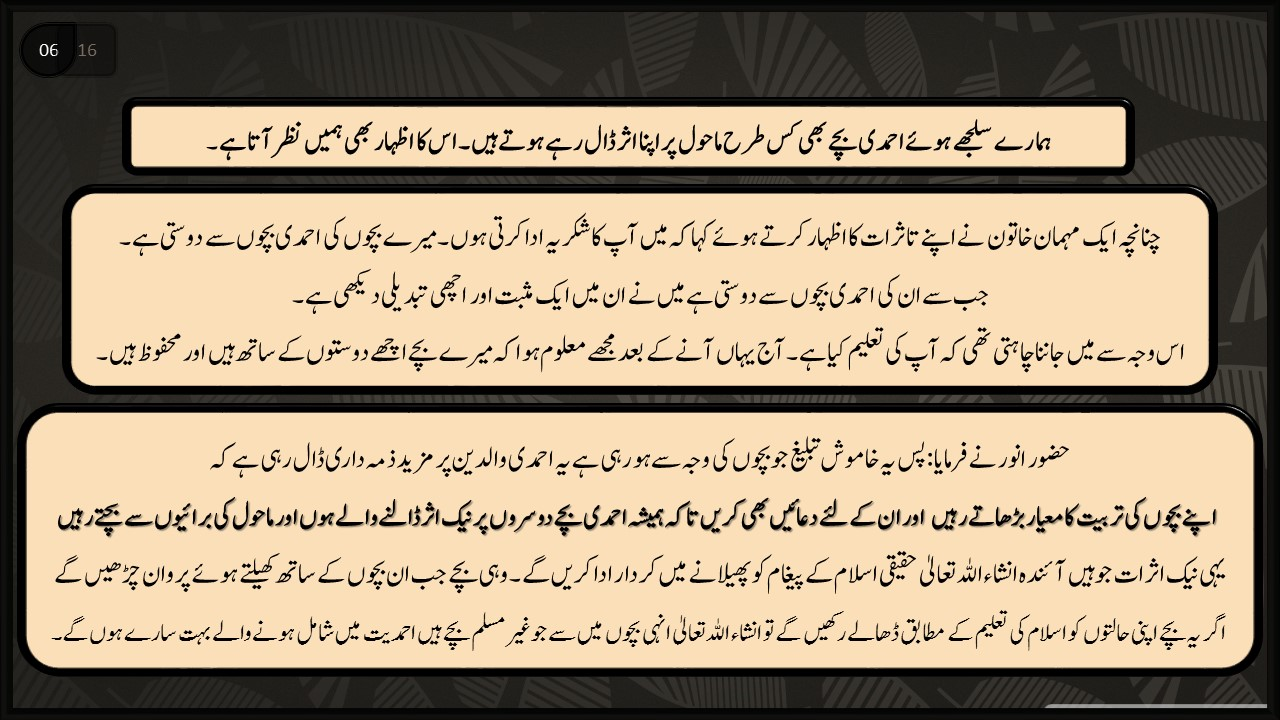 06 16
ہمارے سلجھے ہوئے احمدی بچے بھی کس طرح ماحول پر اپنا اثر ڈال رہے ہوتے ہیں۔اس کا اظہار بھی ہمیں نظر آتا ہے۔
چنانچہ ایک مہمان خاتون نے اپنے تاثرات کا اظہار کرتے ہوئے کہا کہ میں آپ کا شکریہ ادا کرتی ہوں۔میرے بچوں کی احمدی بچوں سے دوستی ہے۔
جب سے ان کی احمدی بچوں سے دوستی ہے میں نے ان میں ایک مثبت اور اچھی تبدیلی دیکھی ہے۔
اس وجہ سے میں جاننا چاہتی تھی کہ آپ کی تعلیم کیا ہے۔ آج یہاں آنے کے بعد مجھے معلوم ہوا کہ میرے بچے اچھے دوستوں کے ساتھ ہیں اور محفوظ ہیں۔
حضور انور نے فرمایا: پس یہ خاموش تبلیغ جو بچوں کی وجہ سے ہو رہی ہے یہ احمدی والدین پر مزید ذمہ داری ڈال رہی ہے کہ
اپنے بچوں کی تربیت کا معیار بڑھاتے رہیں اور ان کے لئے دعائیں بھی کریں تا کہ ہمیشہ احمدی بچے دوسروں پر نیک اثر ڈالنے والے ہوں اور ماحول کی برائیوں سے بچتے رہیں
یہی نیک اثرات جو ہیں آئندہ انشاء اللہ تعالیٰ حقیقی اسلام کے پیغام کو پھیلانے میں کردار ادا کریں گے۔ وہی بچے جب ان بچوں کے ساتھ کھیلتے ہوئے پروان چڑھیں گے
اگر یہ بچے اپنی حالتوں کو اسلام کی تعلیم کے مطابق ڈھالے رکھیں گے تو انشاء اللہ تعالیٰ انہی بچوں میں سے جو غیر مسلم بچے ہیں احمدیت میں شامل ہونے والے بہت سارے ہوں گے۔